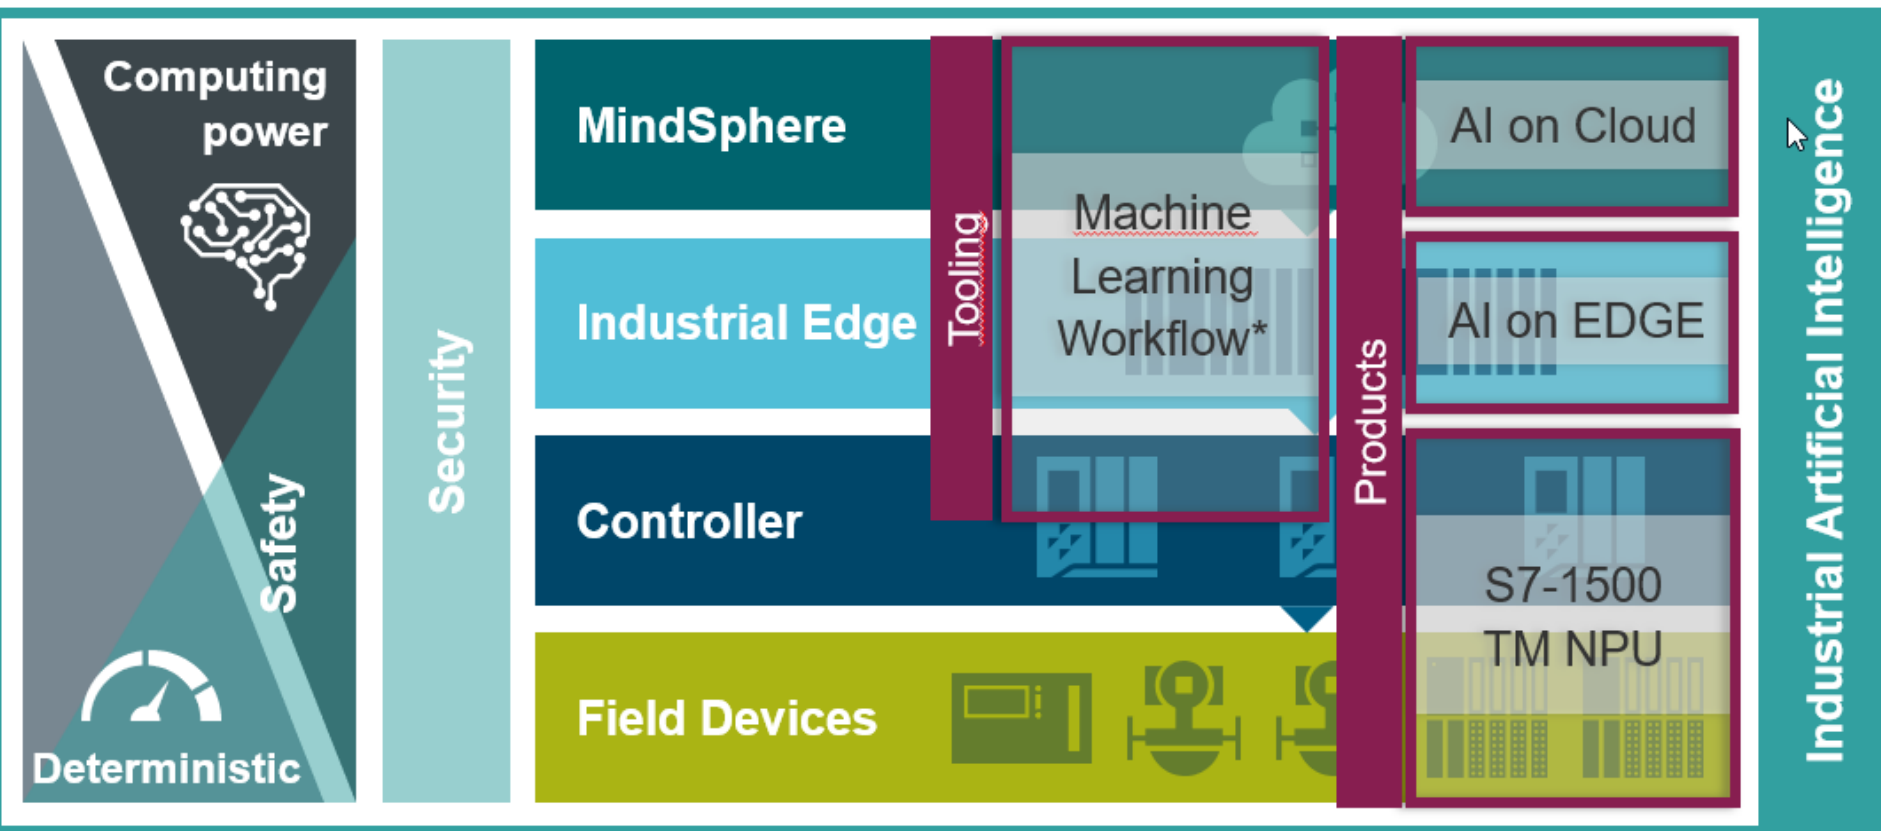 Computing
power
Safety
Deterministic
Security
MindSphere
Industrial Edge
Controller
Field Devices
Tooling
Machine
Learning
Workflow*
Products
AI on Cloud
AI on EDGE
S7-1500
TM NPU
Industrial Artificial Intelligence